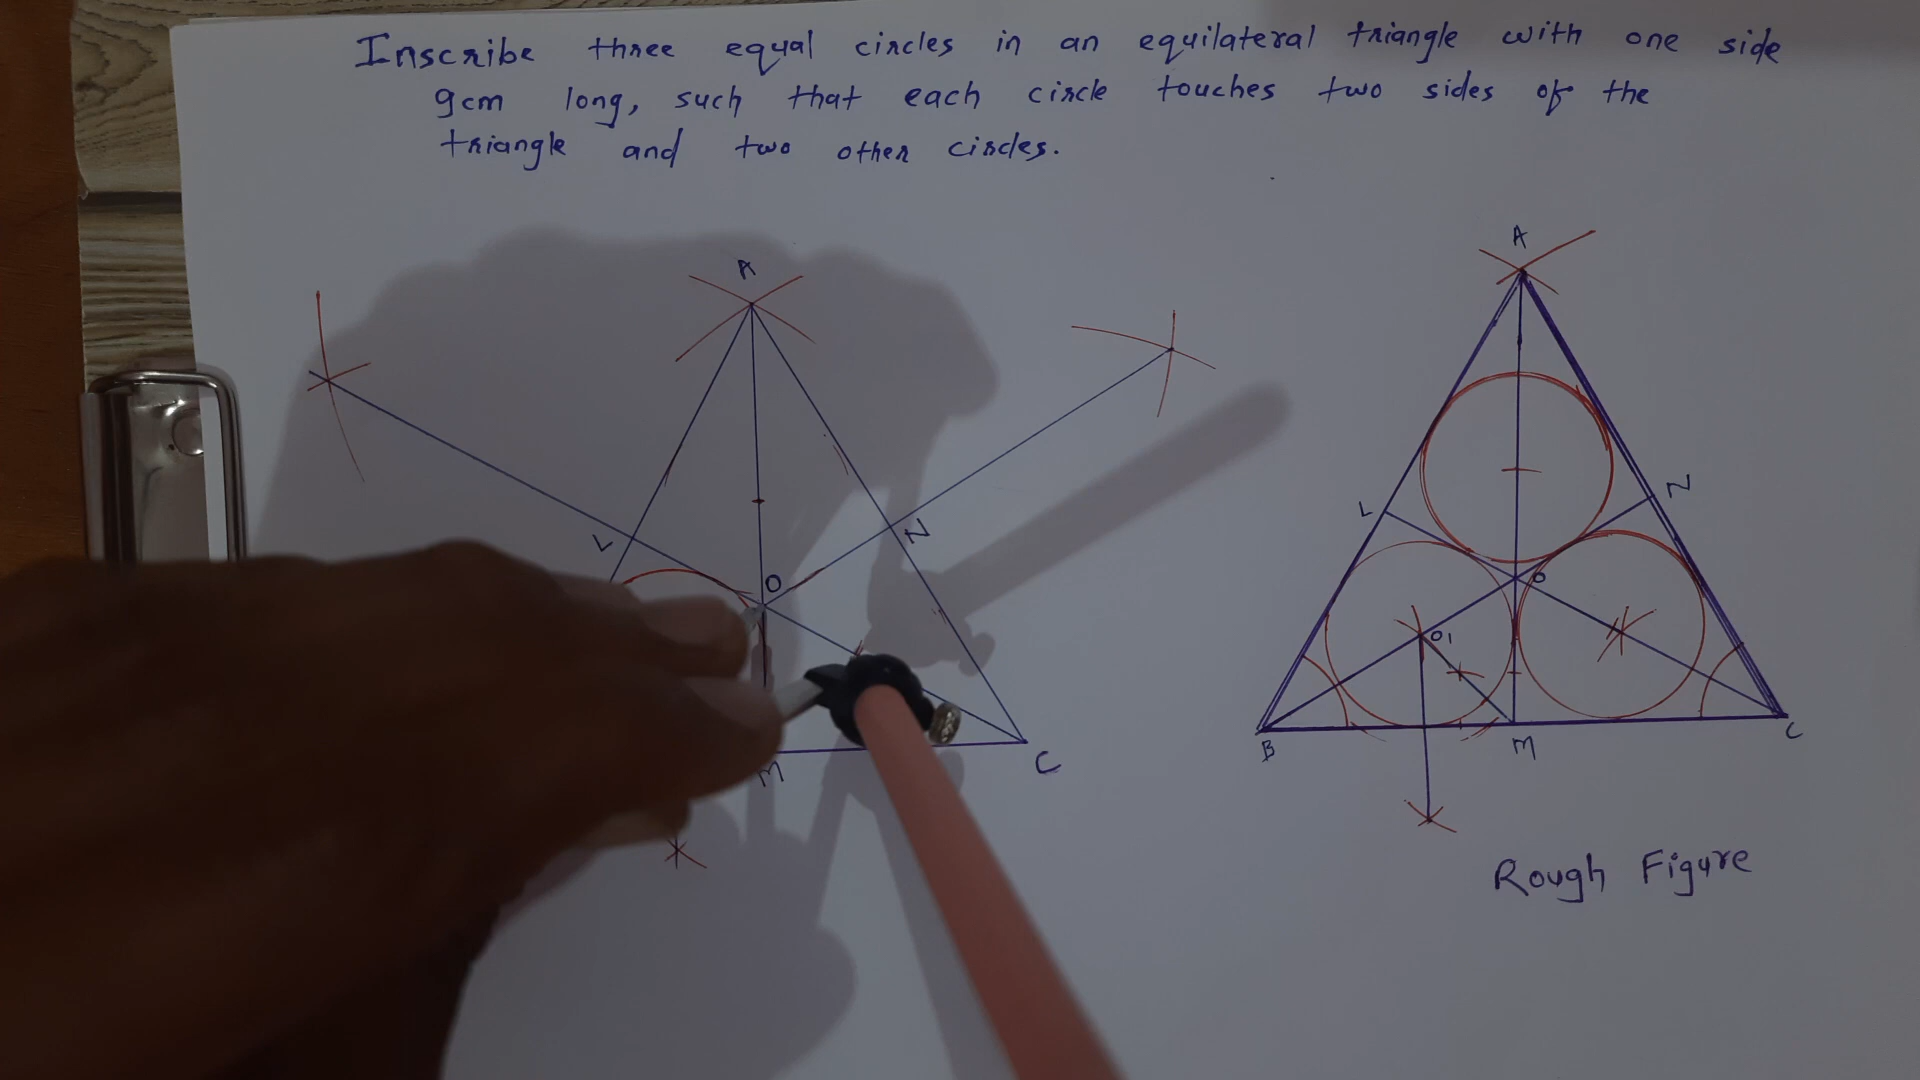 Inscribe three equal circles in an equilateral triangle with one side
9cm long, such that each circle touches two sides of the
triangle and two other circles.
A
L
N
O
M
C
A
L
N
O
O1
B
M
C
Rough Figure